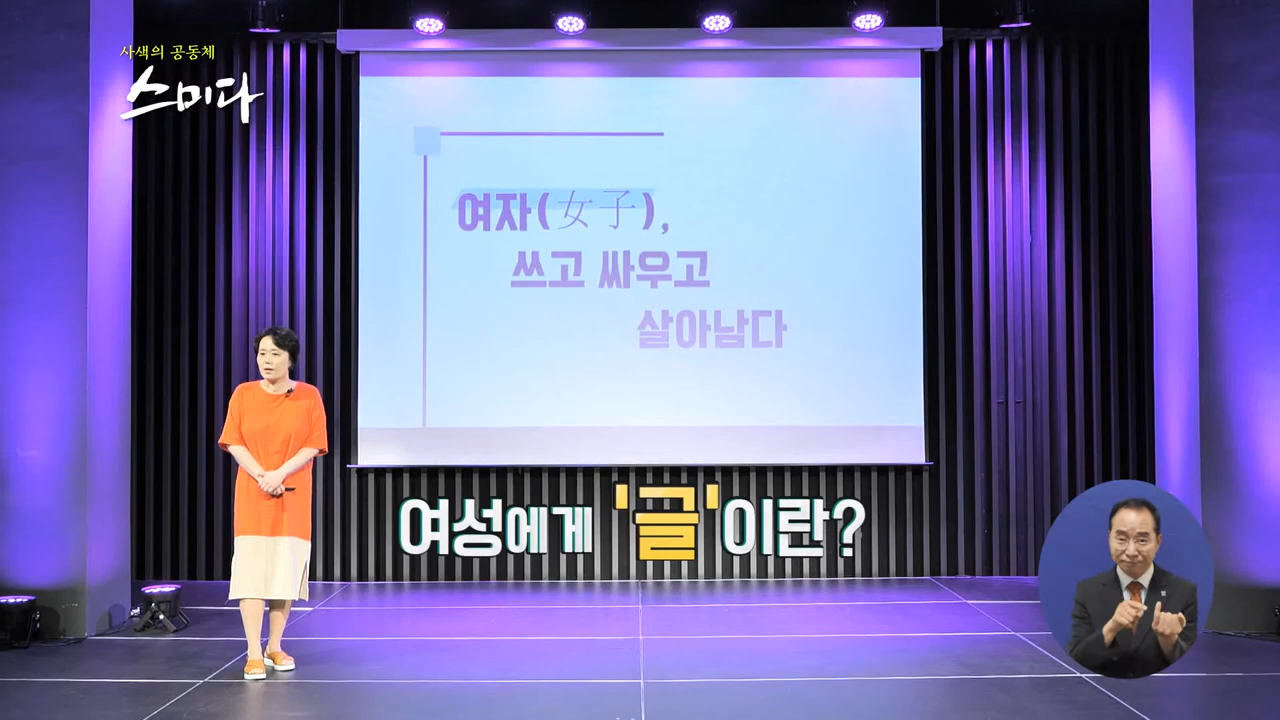 사색의 공동체
스미다
여자(女子),
쓰고 싸우고
살아남다
여성에게 '글'이란?